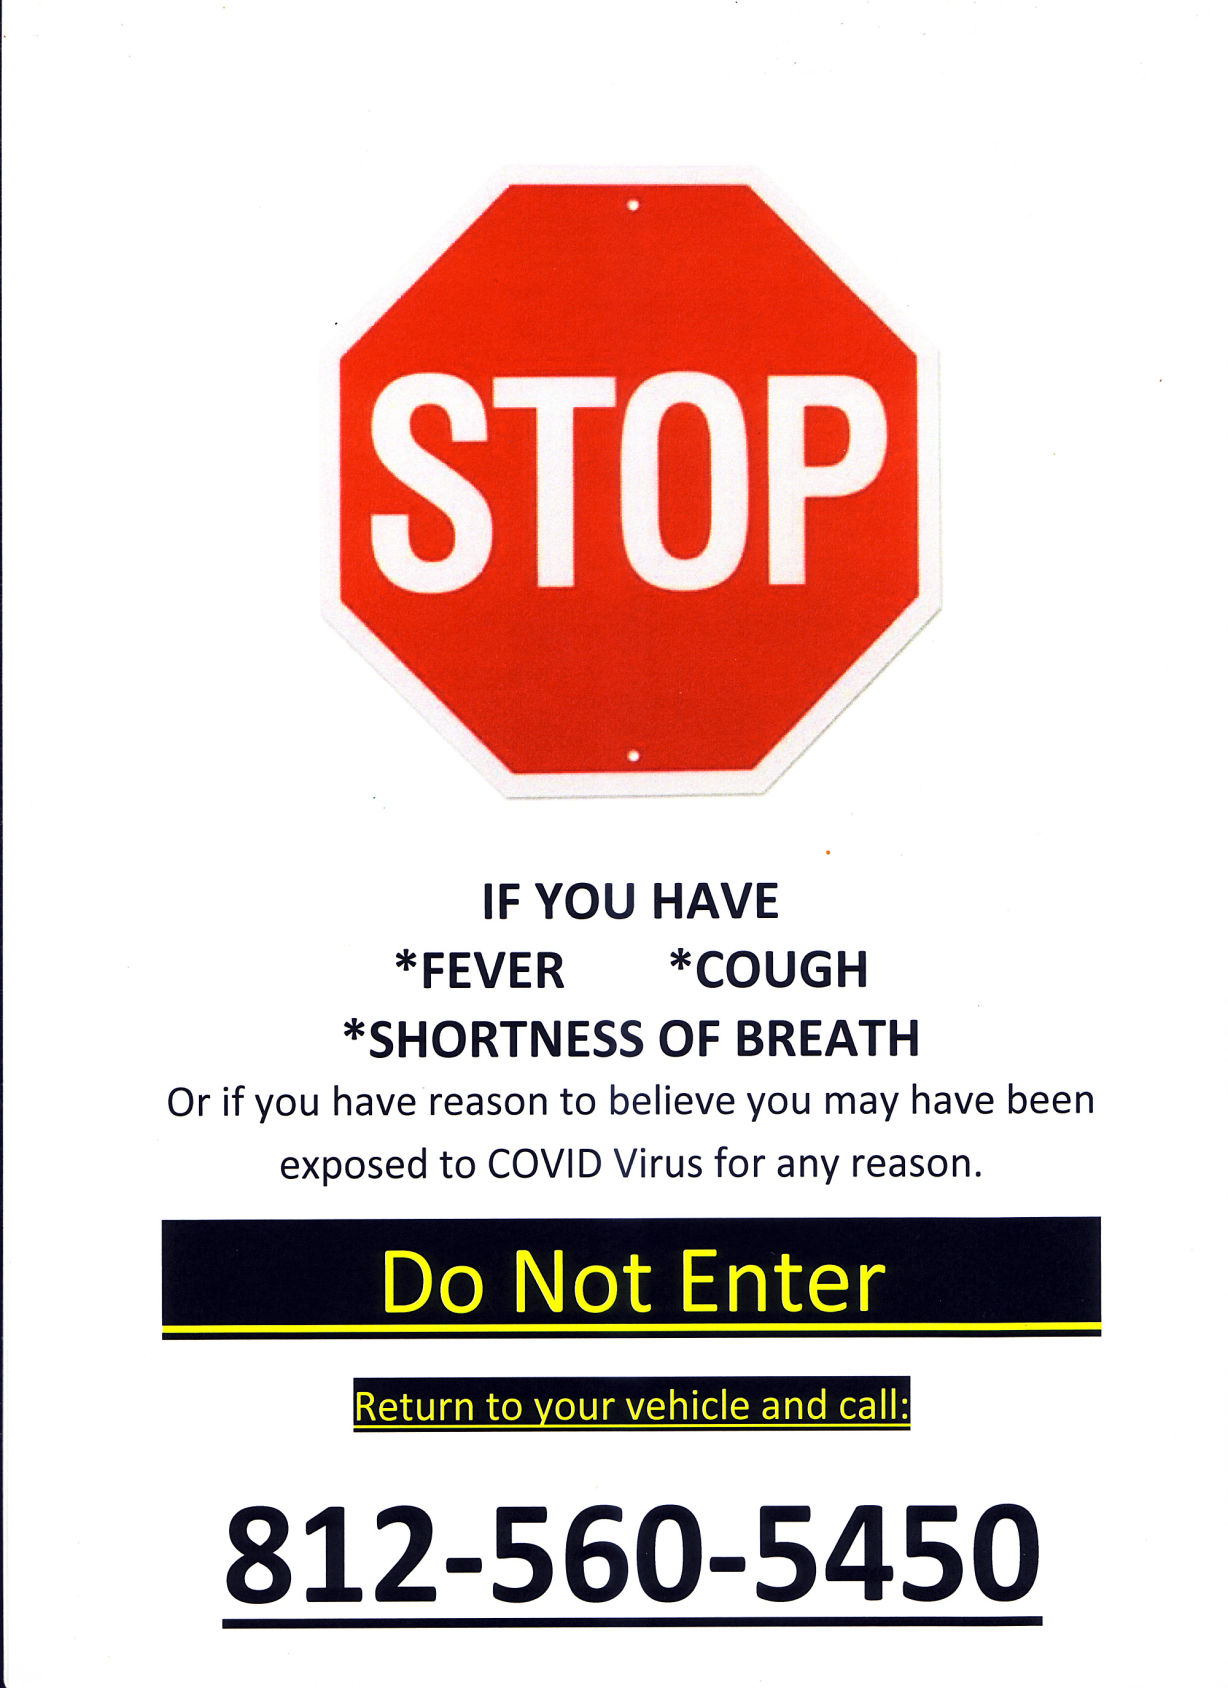 STOP
IF YOU HAVE
*FEVER *COUGH
*SHORTNESS OF BREATH
Or if you have reason to believe you may have been
exposed to COVID Virus for any reason.
Do Not Enter
Return to your vehicle and call:
812-560-5450